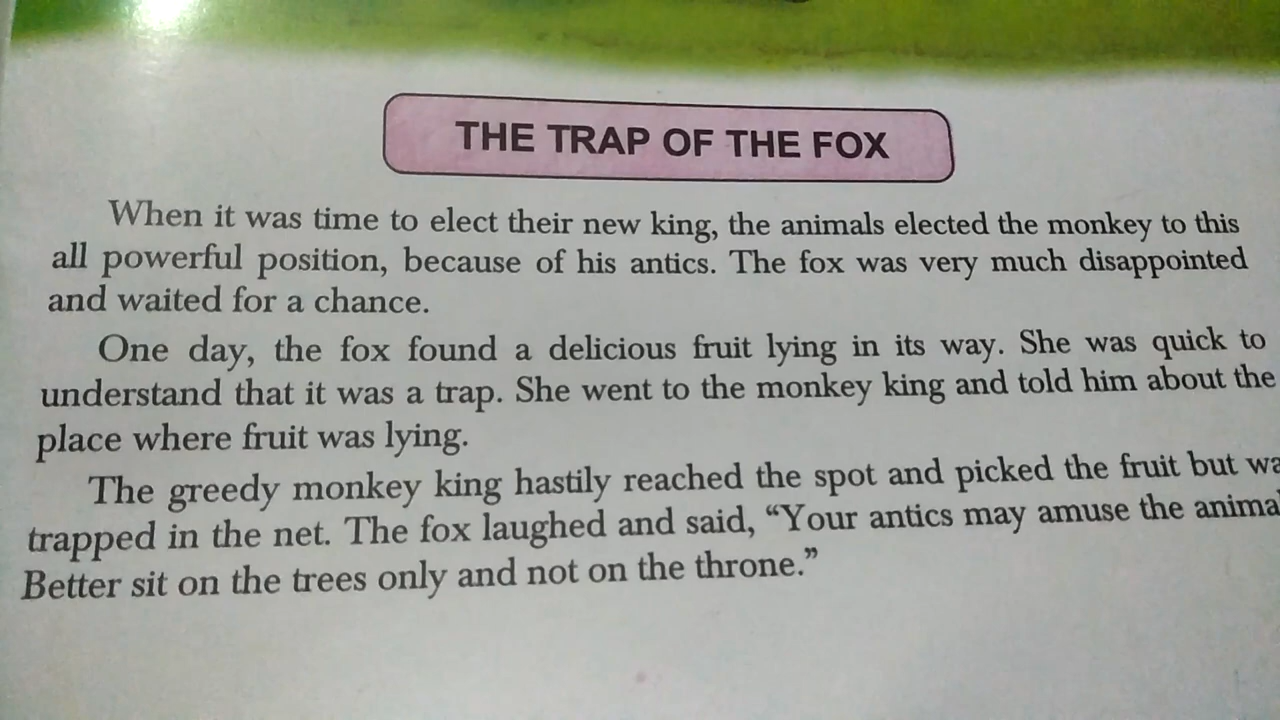 THE TRAP OF THE FOX
When it was time to elect their new king, the animals elected the monkey to this
all powerful position, because of his antics. The fox was very much disappointed
and waited for a chance.
One day, the fox found a delicious fruit lying in its way. She was quick to
understand that it was a trap. She went to the monkey king and told him about the
place where fruit was lying.
The greedy monkey king hastily reached the spot and picked the fruit but
trapped in the net. The fox laughed and said, “Your antics may amuse the
Better sit on the trees only and not on the throne.”